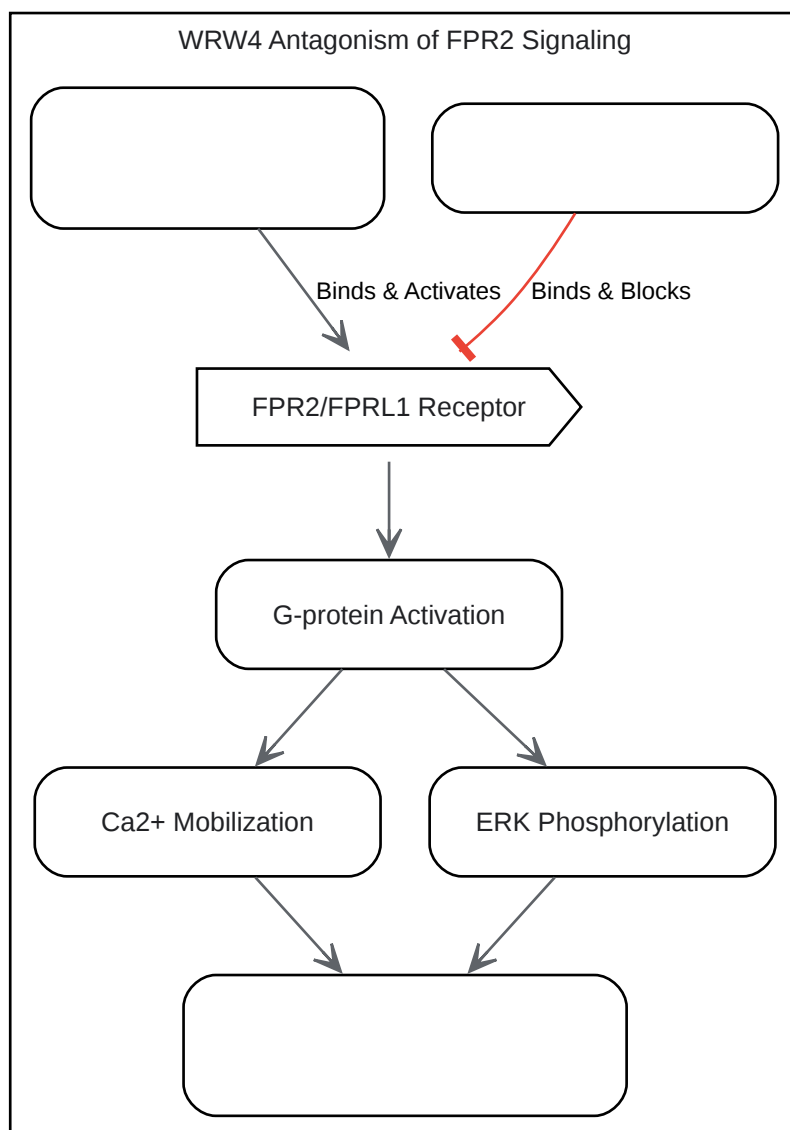 WRW4 Antagonism of FPR2 Signaling
Binds & Activates
Binds & Blocks
FPR2/FPRL1 Receptor
G-protein Activation
Ca2+ Mobilization
ERK Phosphorylation